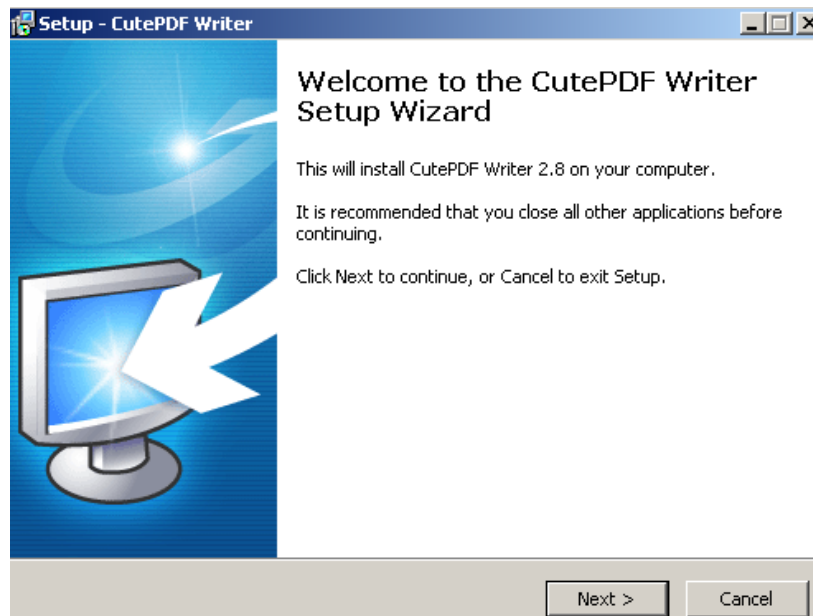 Setup - CutePDF Writer
Welcome to the CutePDF Writer
Setup Wizard
This will install CutePDF Writer 2.8 on your computer.
It is recommended that you close all other applications before
continuing.
Click Next to continue, or Cancel to exit Setup.
Next >
Cancel